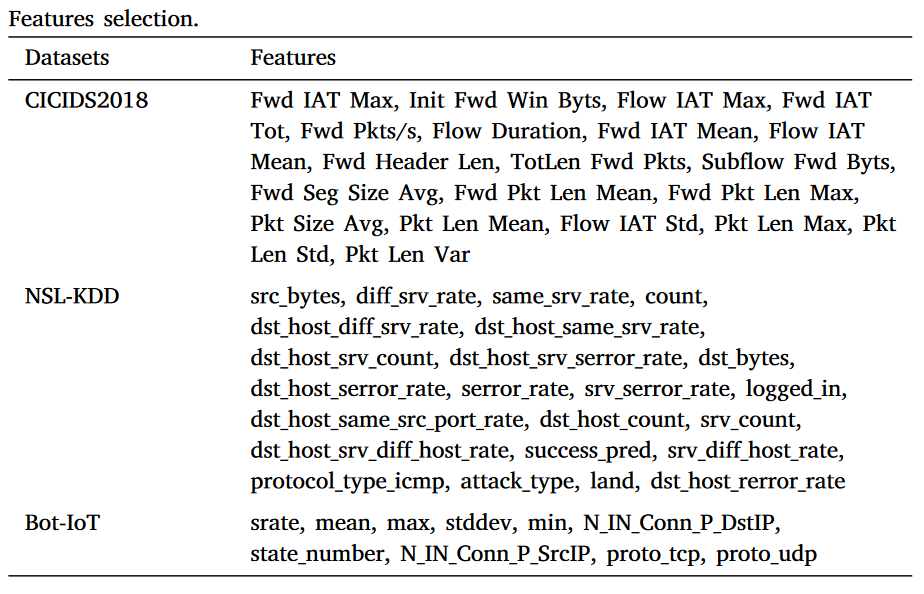 Features selection.
Datasets Features
CICIDS2018 Fwd IAT Max, Init Fwd Win Byts, Flow IAT Max, Fwd IAT
Tot, Fwd Pkts/s, Flow Duration, Fwd IAT Mean, Flow IAT
Mean, Fwd Header Len, TotLen Fwd Pkts, Subflow Fwd Byts,
Fwd Seg Size Avg, Fwd Pkt Len Mean, Fwd Pkt Len Max,
Pkt Size Avg, Pkt Len Mean, Flow IAT Std, Pkt Len Max, Pkt
Len Std, Pkt Len Var
NSL-KDD src_bytes, diff_srv_rate, same_srv_rate, count,
dst_host_diff_srv_rate, dst_host_same_srv_rate,
dst_host_srv_count, dst_host_srv_serror_rate, dst_bytes,
dst_host_serror_rate, serror_rate, srv_serror_rate, logged_in,
dst_host_same_src_port_rate, dst_host_count, srv_count,
dst_host_srv_diff_host_rate, success_pred, srv_diff_host_rate,
protocol_type_icmp, attack_type, land, dst_host_rerror_rate
Bot-IoT srate, mean, max, stddev, min, N_IN_Conn_P_DstIP,
state_number, N_IN_Conn_P_SrcIP, proto_tcp, proto_udp